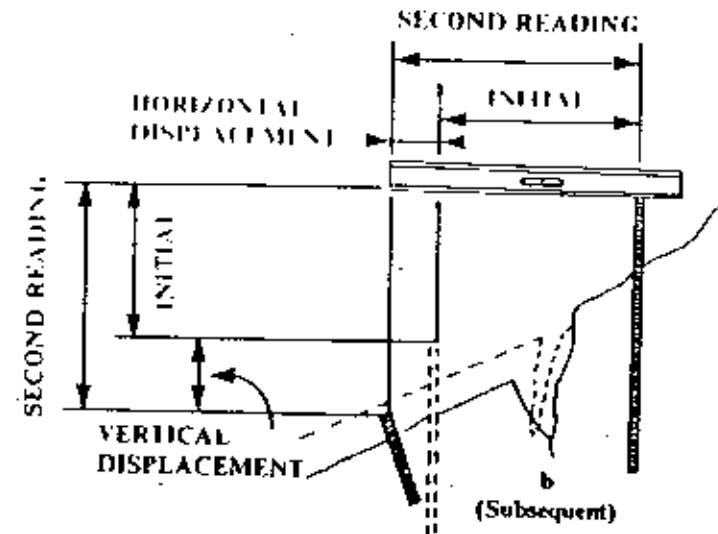 SECOND READING
INITIAL
HORIZONTAL
DISPLACEMENT
SECOND READING
INITIAL
VERTICAL
DISPLACEMENT
b
(Subsequent)